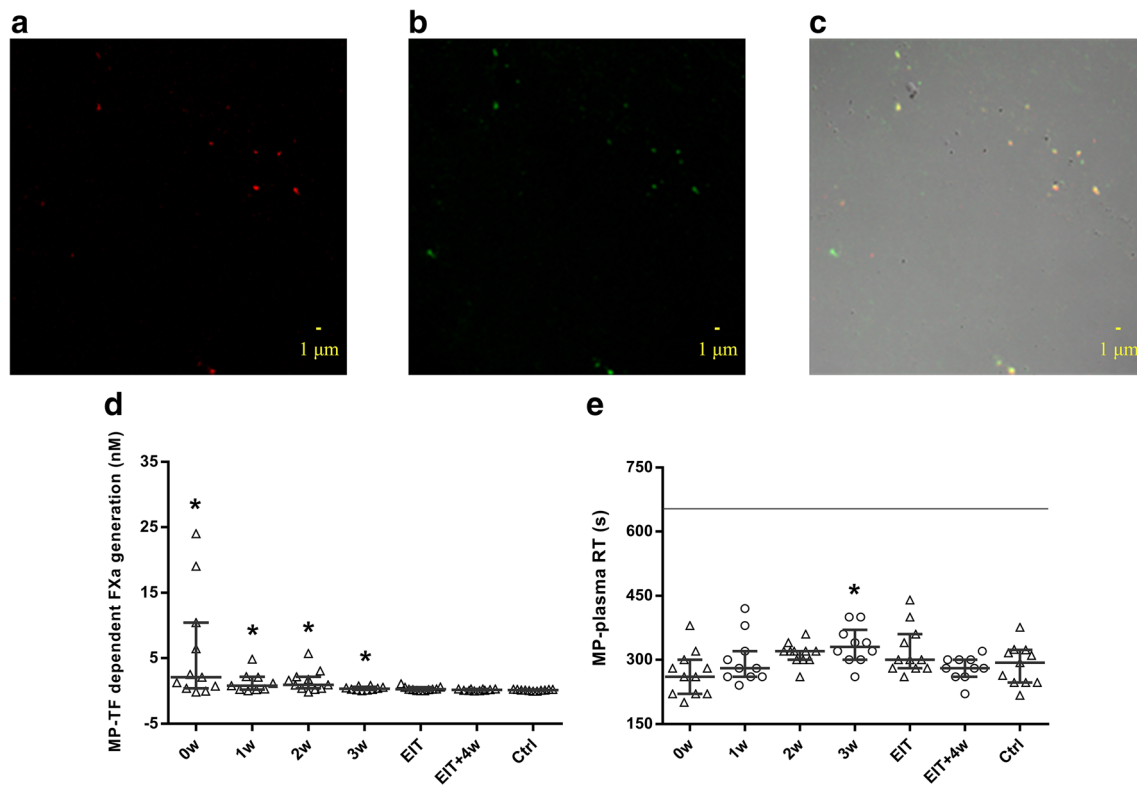 a
b
c
1 μm
1 μm
1 μm
d
MP-TF dependent FXa generation (nM)
35
25
15
5
-5
*
*
*
*
0w
1w
2w
3w
EIT
EIT+4w
Ctrl
e
MP-plasma RT (s)
750
600
450
300
150
*
0w
1w
2w
3w
EIT
EIT+4w
Ctrl